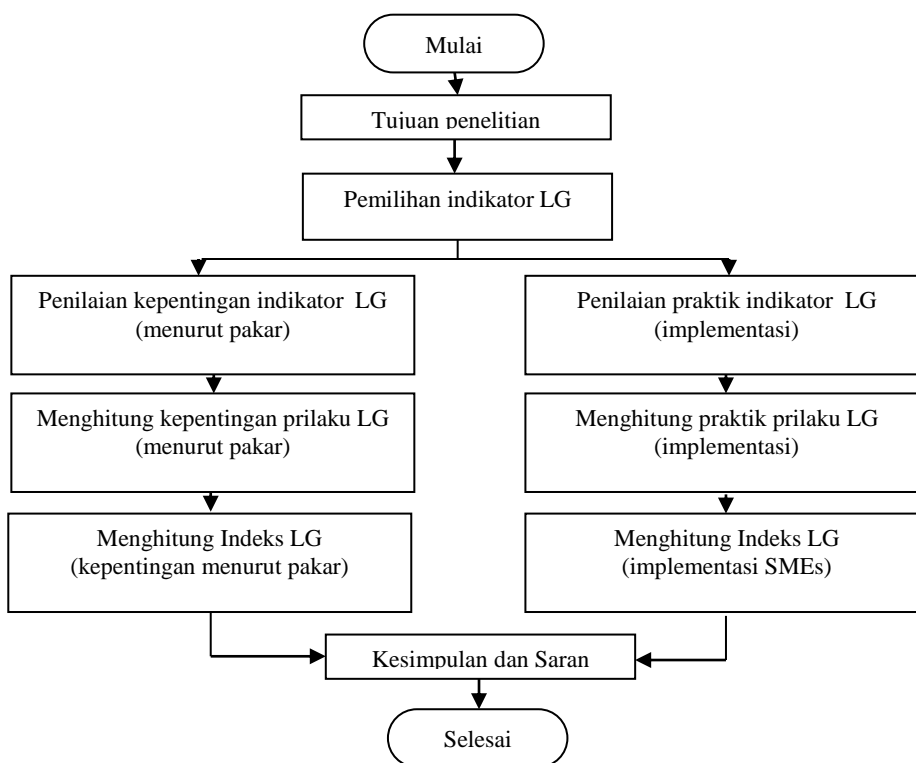 Mulai
Tujuan penelitian
Pemilihan indikator LG
Penilaian kepentingan indikator LG
(menurut pakar)
Penilaian praktik indikator LG
(implementasi)
Menghitung kepentingan prilaku LG
(menurut pakar)
Menghitung praktik prilaku LG
(implementasi)
Menghitung Indeks LG
(kepentingan menurut pakar)
Menghitung Indeks LG
(implementasi SMEs)
Kesimpulan dan Saran
Selesai